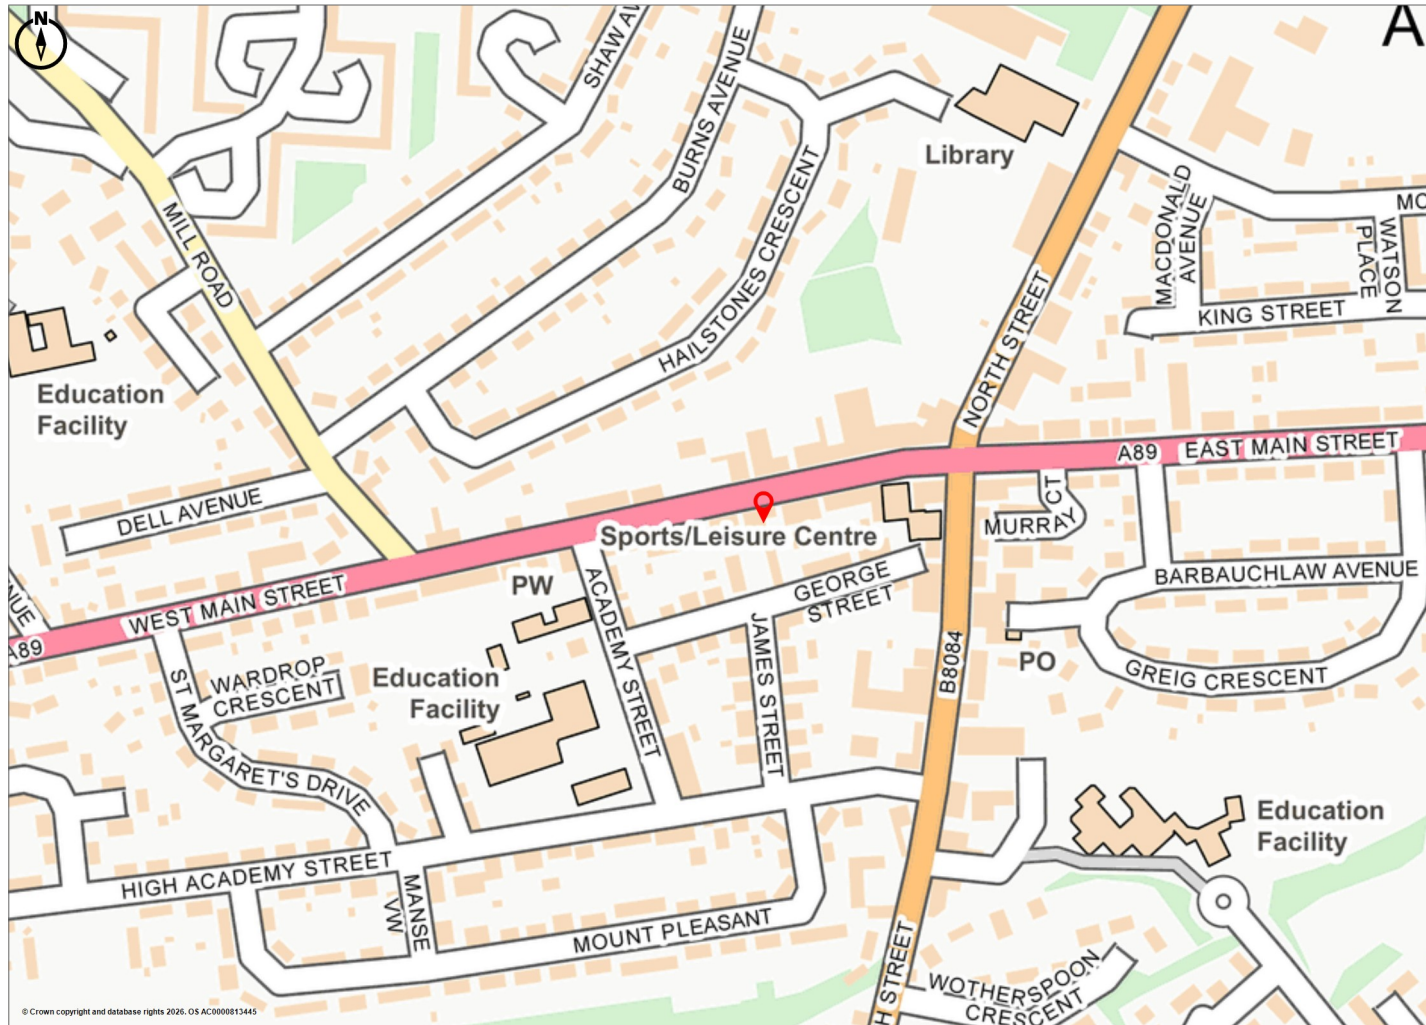 N
A
SHAW AV
BURNS AVENUE
Library
MACDONALD
AVENUE
MO
WATSON
PLACE
MILL ROAD
HAILSTONES CRESCENT
NORTH STREET
KING STREET
Education
Facility
A89
EAST MAIN STREET
DELL AVENUE
MURRAY
CT
Sports/Leisure Centre
PW
GEORGE
STREET
BARBAUCHLAW AVENUE
NUE
WEST MAIN STREET
A89
ACADEMY STREET
JAMES STREET
B8084
PO
GREIG CRESCENT
WARDROP
CRESCENT
Education
Facility
ST MARGARET'S DRIVE
Education
Facility
HIGH ACADEMY STREET
MANSE
VW
MOUNT PLEASANT
H STREET
WOTHERSPOON
CRESCENT
© Crown copyright and database rights 2026. OS AC0000813445